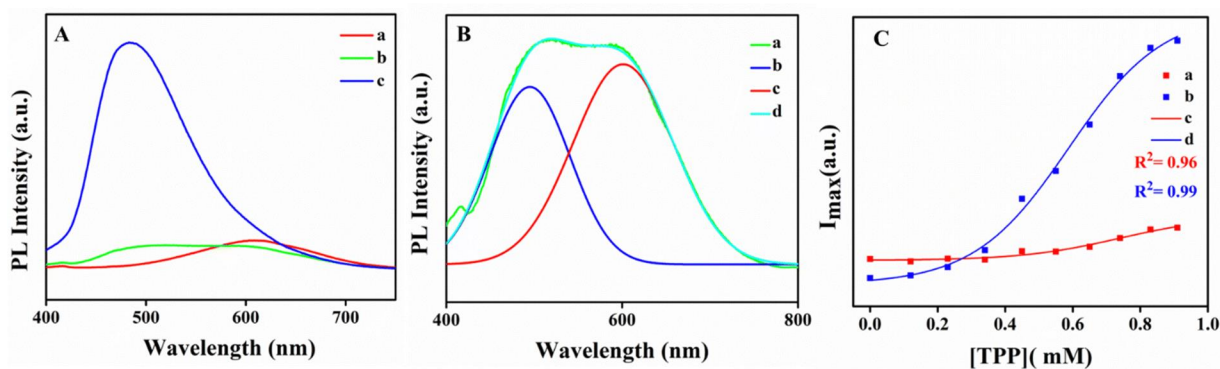 A
a
b
c
PL Intensity (a.u.)
400 500 600 700
Wavelength (nm)
B
a
b
c
d
PL Intensity (a.u.)
400 600 800
Wavelength (nm)
C
a
b
c
d
R²= 0.96
R²= 0.99
Imax(a.u.)
0.0 0.2 0.4 0.6 0.8 1.0
[TPP]( mM)